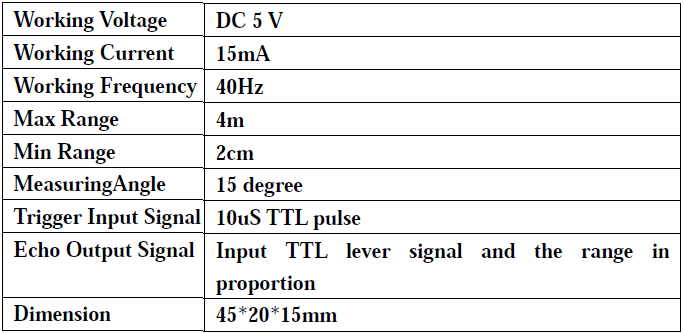 Working Voltage DC 5 V
Working Current 15mA
Working Frequency 40Hz
Max Range 4m
Min Range 2cm
MeasuringAngle 15 degree
Trigger Input Signal 10uS TTL pulse
Echo Output Signal Input TTL lever signal and the range in
proportion
Dimension 45*20*15mm